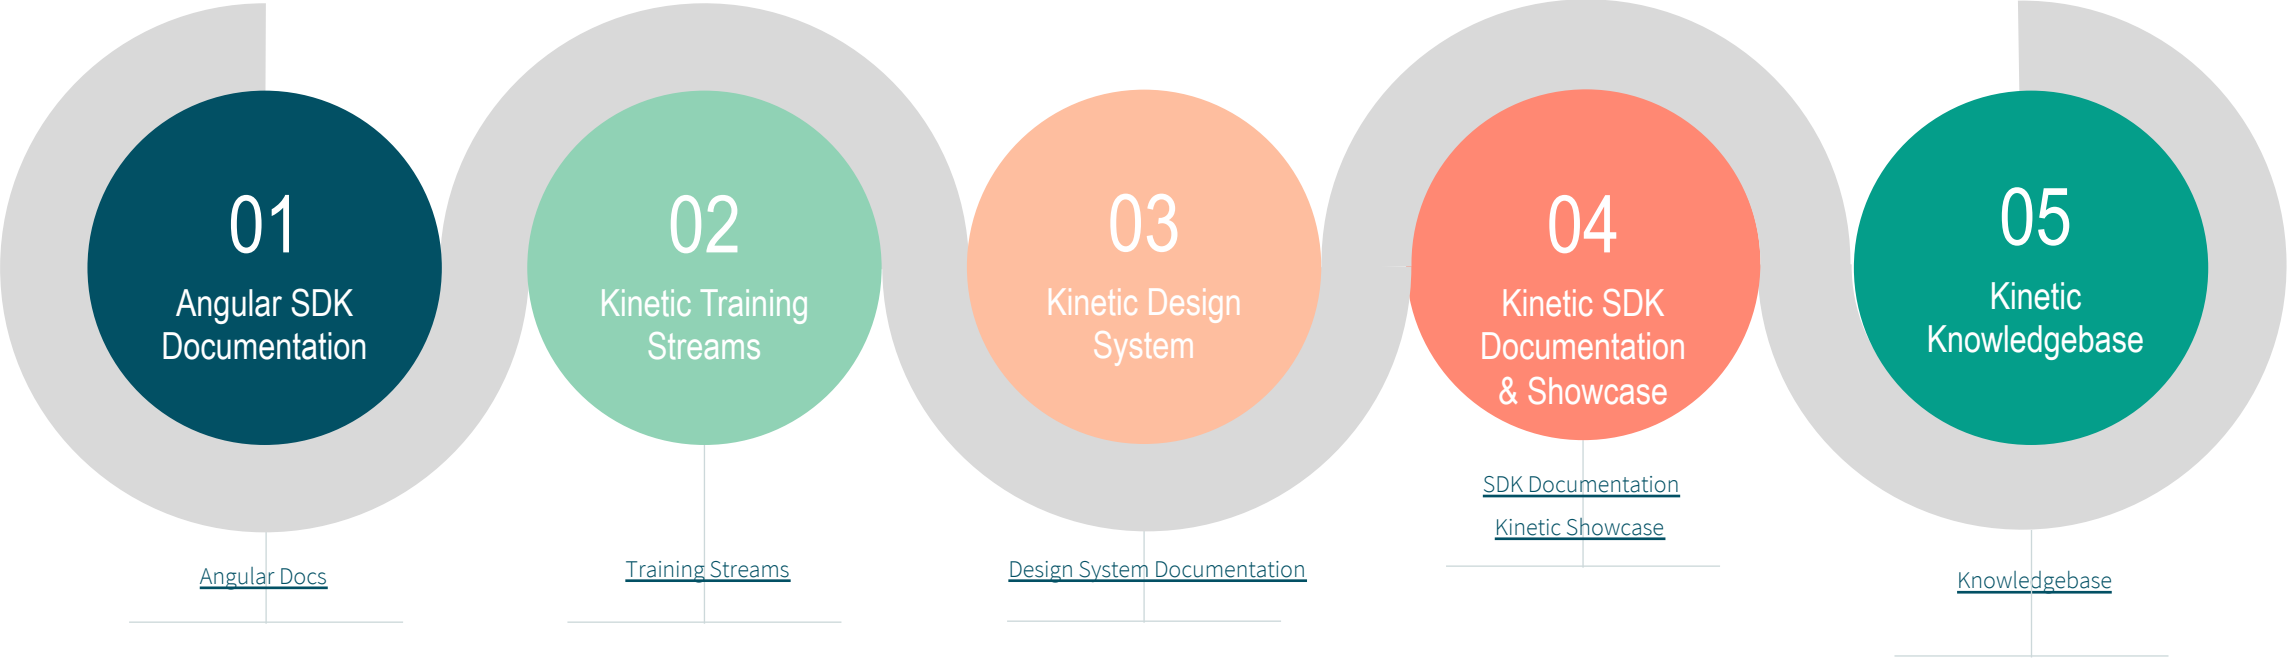 01
Angular SDK
Documentation
Angular Docs
02
Kinetic Training
Streams
Training Streams
03
Kinetic Design
System
Design System Documentation
04
Kinetic SDK
Documentation
& Showcase
SDK Documentation
Kinetic Showcase
05
Kinetic
Knowledgebase
Knowledgebase